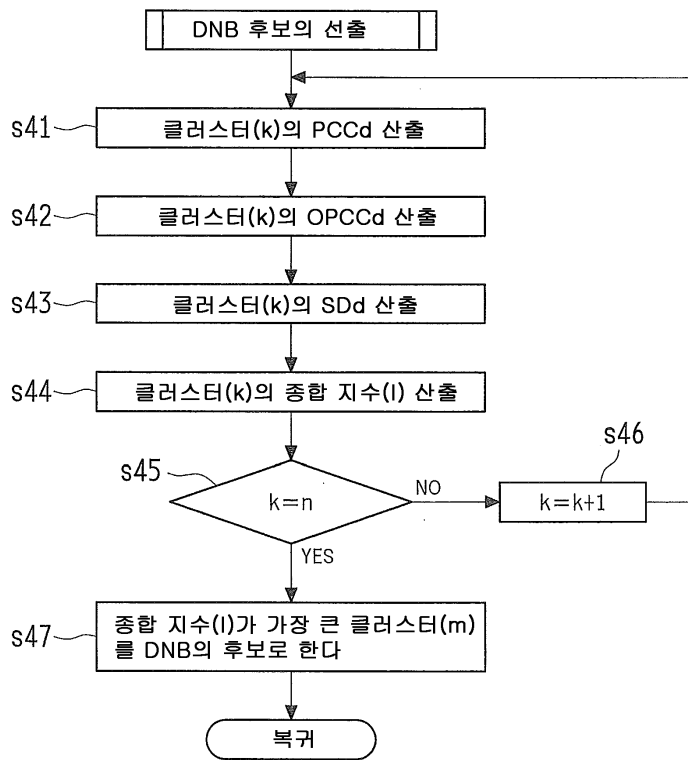 DNB 후보의 선출
s41
클러스터(k)의 PCCd 산출
s42
클러스터(k)의 OPCCd 산출
s43
클러스터(k)의 SDd 산출
s44
클러스터(k)의 종합 지수(I) 산출
s45
k=n
NO
s46
k=k+1
YES
s47
종합 지수(I)가 가장 큰 클러스터(m)
를 DNB의 후보로 한다
복귀